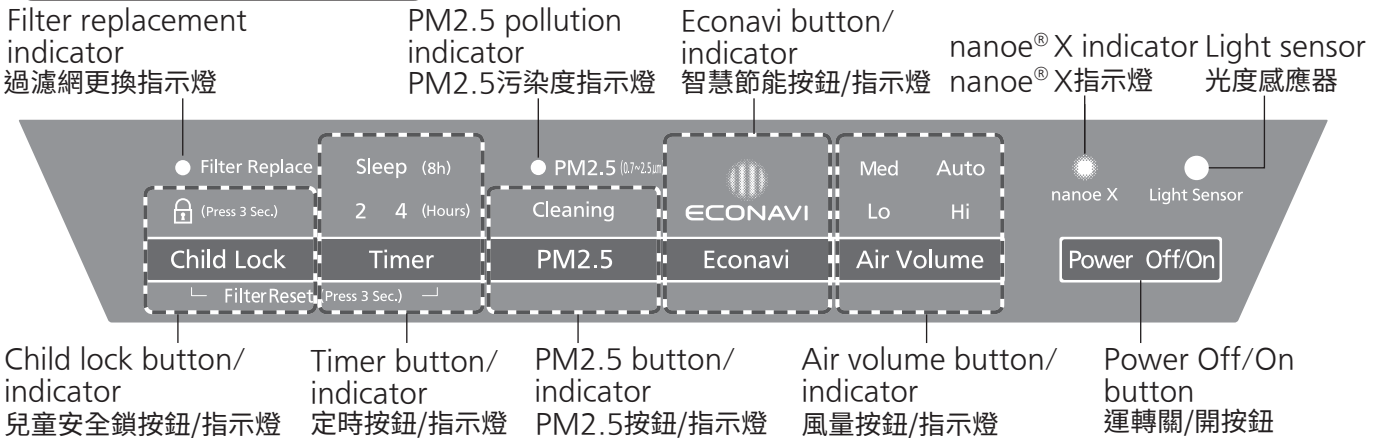 Filter replacement
indicator
過濾網更換指示燈
PM2.5 pollution
indicator
PM2.5污染度指示燈
Econavi button/
indicator
智慧節能按鈕/指示燈
nanoe® X indicator
nanoe® X指示燈
Light sensor
光度感應器
Filter Replace
(Press 3 Sec.)
Child Lock
Sleep (8h)
2 4 (Hours)
Timer
FilterReset (Press 3 Sec.)
PM2.5 (0.7~2.5μm)
Cleaning
PM2.5
ECONAVI
Econavi
Med Auto
Lo Hi
Air Volume
nanoe X
Light Sensor
Power Off/On
Child lock button/
indicator
兒童安全鎖按鈕/指示燈
Timer button/
indicator
定時按鈕/指示燈
PM2.5 button/
indicator
PM2.5按鈕/指示燈
Air volume button/
indicator
風量按鈕/指示燈
Power Off/On
button
運轉關/開按鈕